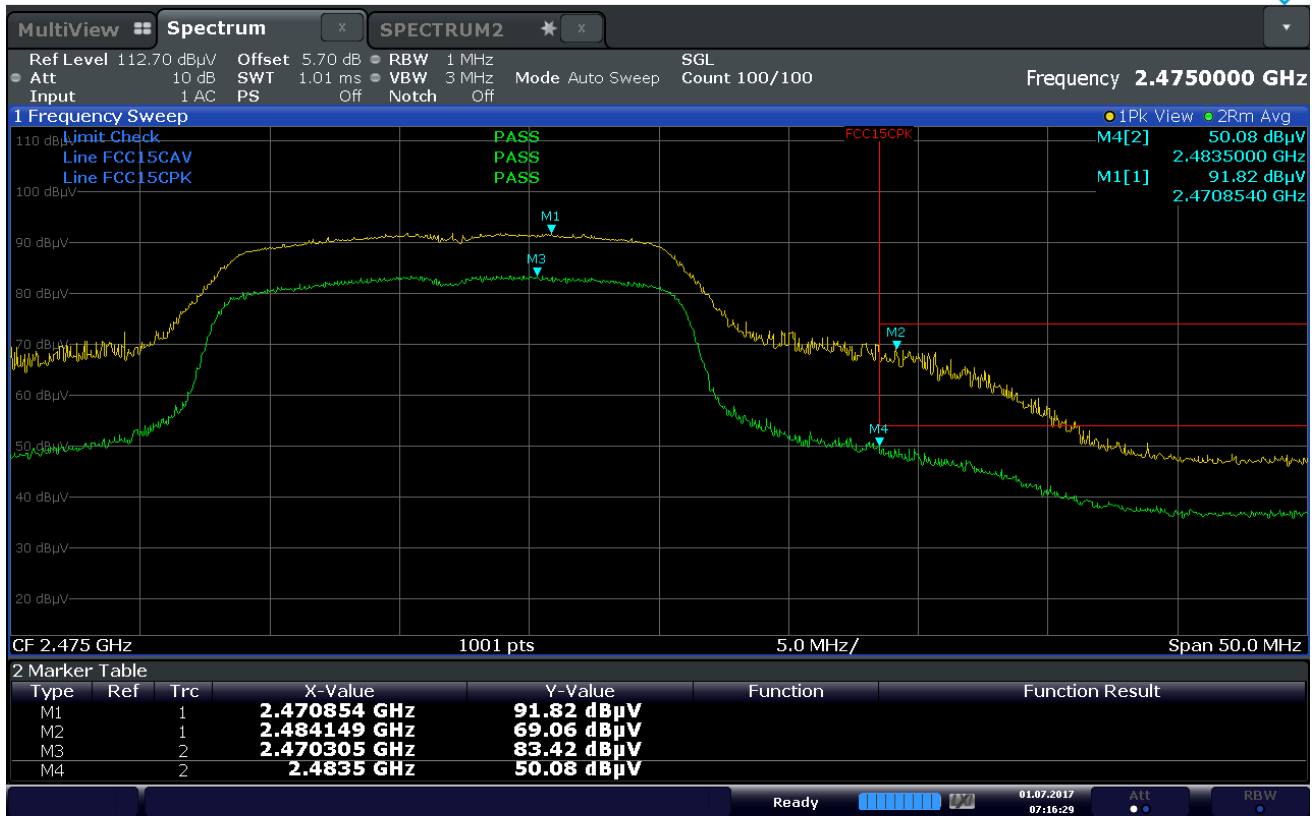 MultiView Spectrum x SPECTRUM2 x
Ref Level 112.70 dBµV Offset 5.70 dB RBW 1 MHz SGL
Att 10 dB SWT 1.01 ms VBW 3 MHz Mode Auto Sweep Count 100/100 Frequency 2.4750000 GHz
Input 1 AC PS Off Notch Off
1 Frequency Sweep 1Pk View 2Rm Avg
110 dBµV Limit Check PASS FCC15CPK M4[2] 50.08 dBµV
Line FCC15CAV PASS 2.4835000 GHz
Line FCC15CPK PASS M1[1] 91.82 dBµV
100 dBµV 2.4708540 GHz
M1
90 dBµV
M3
80 dBµV
70 dBµV M2
60 dBµV
M4
50 dBµV
40 dBµV
30 dBµV
20 dBµV
CF 2.475 GHz 1001 pts 5.0 MHz/ Span 50.0 MHz
2 Marker Table
Type Ref Trc X-Value Y-Value Function Function Result
M1 1 2.470854 GHz 91.82 dBµV
M2 1 2.484149 GHz 69.06 dBµV
M3 2 2.470305 GHz 83.42 dBµV
M4 2 2.4835 GHz 50.08 dBµV
Ready 01.07.2017 Att RBW
07:16:29